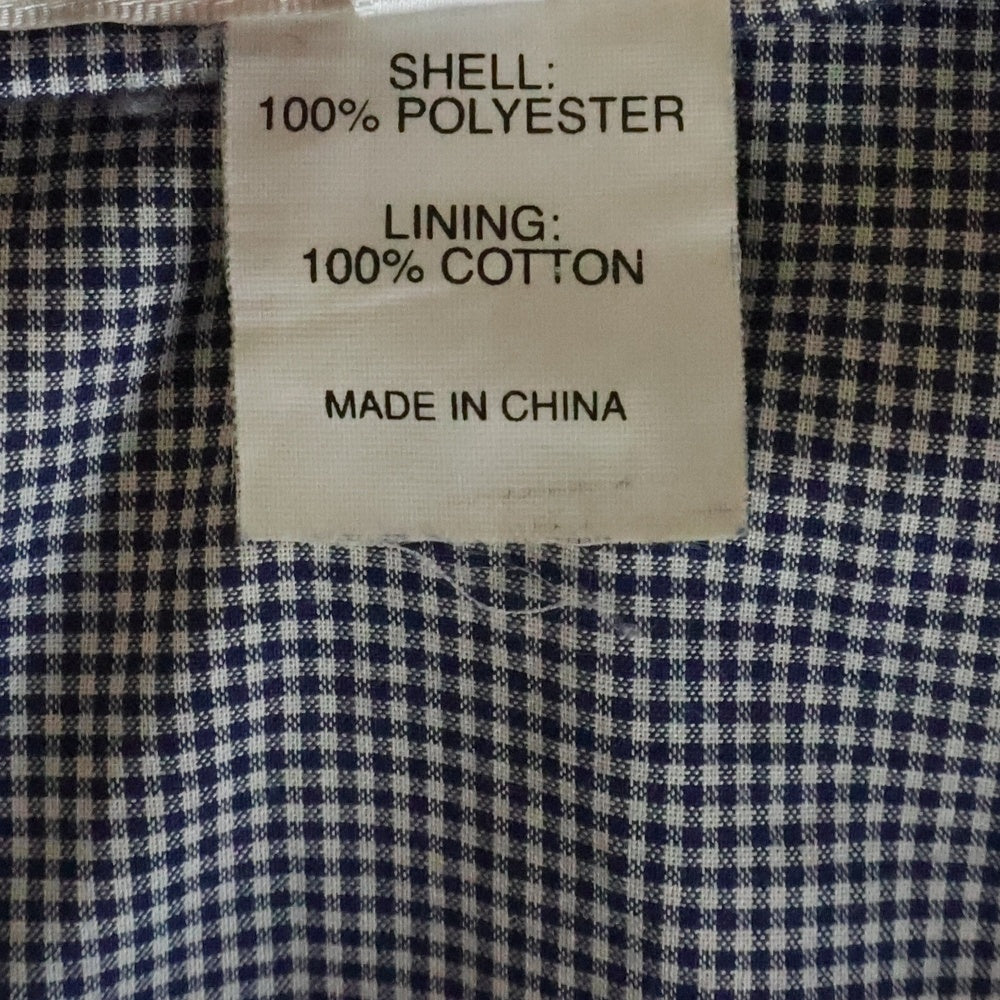 SHELL:
100% POLYESTER
LINING:
100% COTTON
MADE IN CHINA